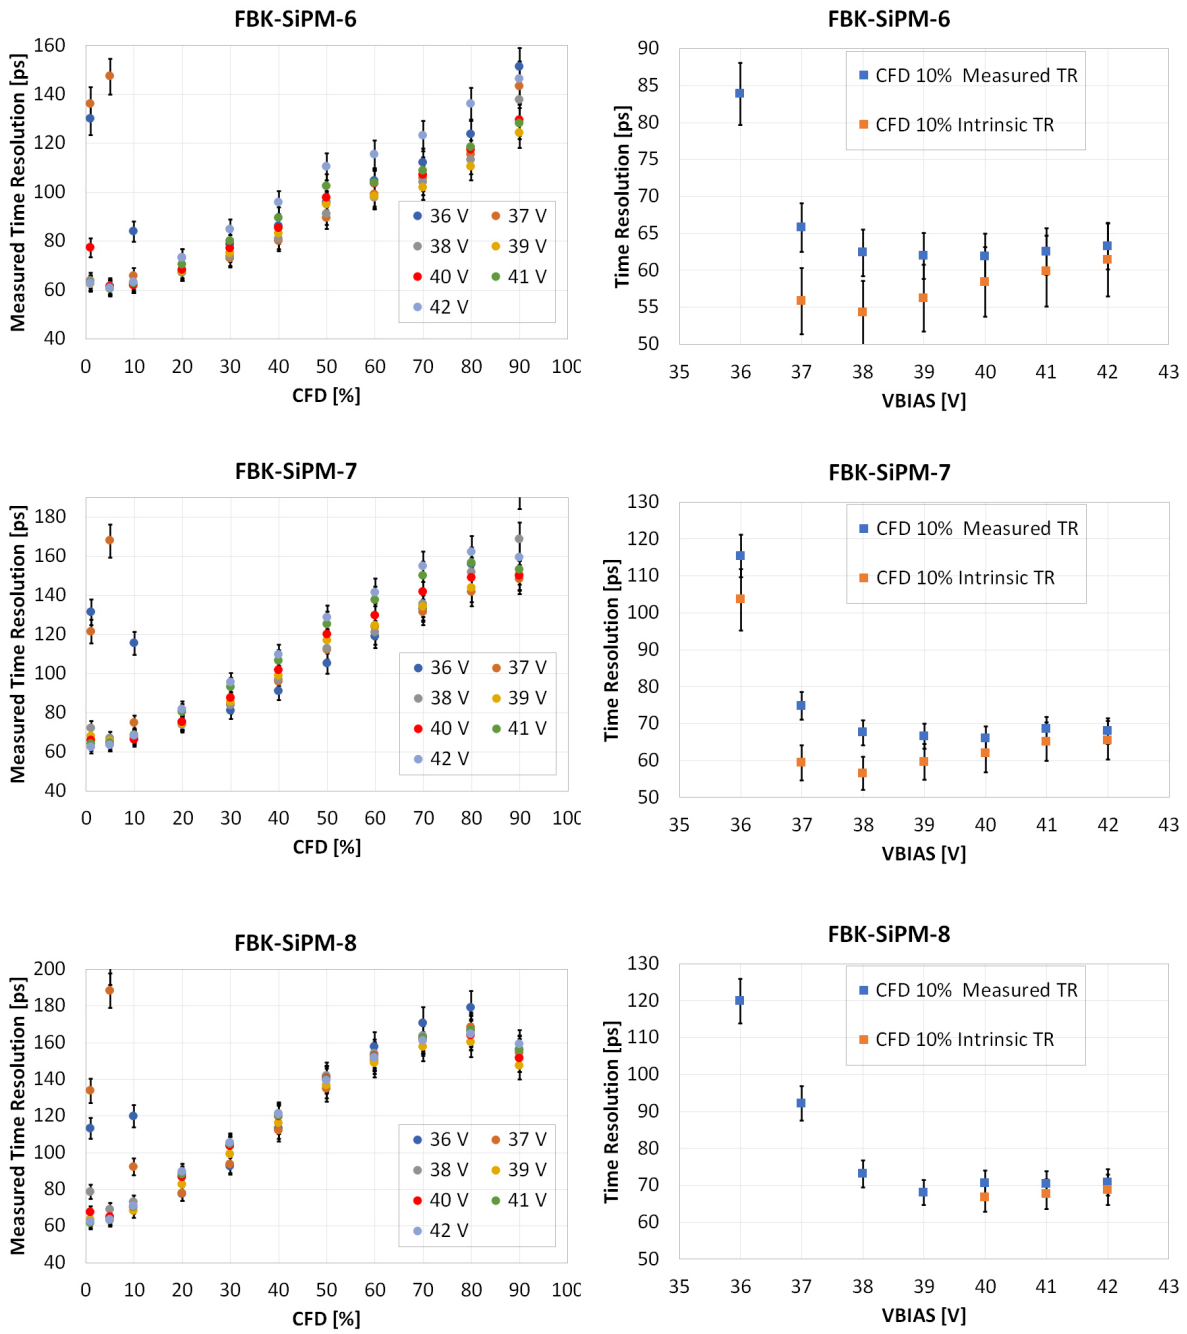 FBK-SiPM-6
Measured Time Resolution [ps]
160
140
120
100
80
60
40
0 10 20 30 40 50 60 70 80 90 100
CFD [%]
36 V 37 V
38 V 39 V
40 V 41 V
42 V
FBK-SiPM-6
Time Resolution [ps]
90
85
80
75
70
65
60
55
50
35 36 37 38 39 40 41 42 43
VBIAS [V]
CFD 10% Measured TR
CFD 10% Intrinsic TR
FBK-SiPM-7
Measured Time Resolution [ps]
180
160
140
120
100
80
60
40
0 10 20 30 40 50 60 70 80 90 100
CFD [%]
36 V 37 V
38 V 39 V
40 V 41 V
42 V
FBK-SiPM-7
Time Resolution [ps]
130
120
110
100
90
80
70
60
50
35 36 37 38 39 40 41 42 43
VBIAS [V]
CFD 10% Measured TR
CFD 10% Intrinsic TR
FBK-SiPM-8
Measured Time Resolution [ps]
200
180
160
140
120
100
80
60
40
0 10 20 30 40 50 60 70 80 90 100
CFD [%]
36 V 37 V
38 V 39 V
40 V 41 V
42 V
FBK-SiPM-8
Time Resolution [ps]
130
120
110
100
90
80
70
60
50
35 36 37 38 39 40 41 42 43
VBIAS [V]
CFD 10% Measured TR
CFD 10% Intrinsic TR